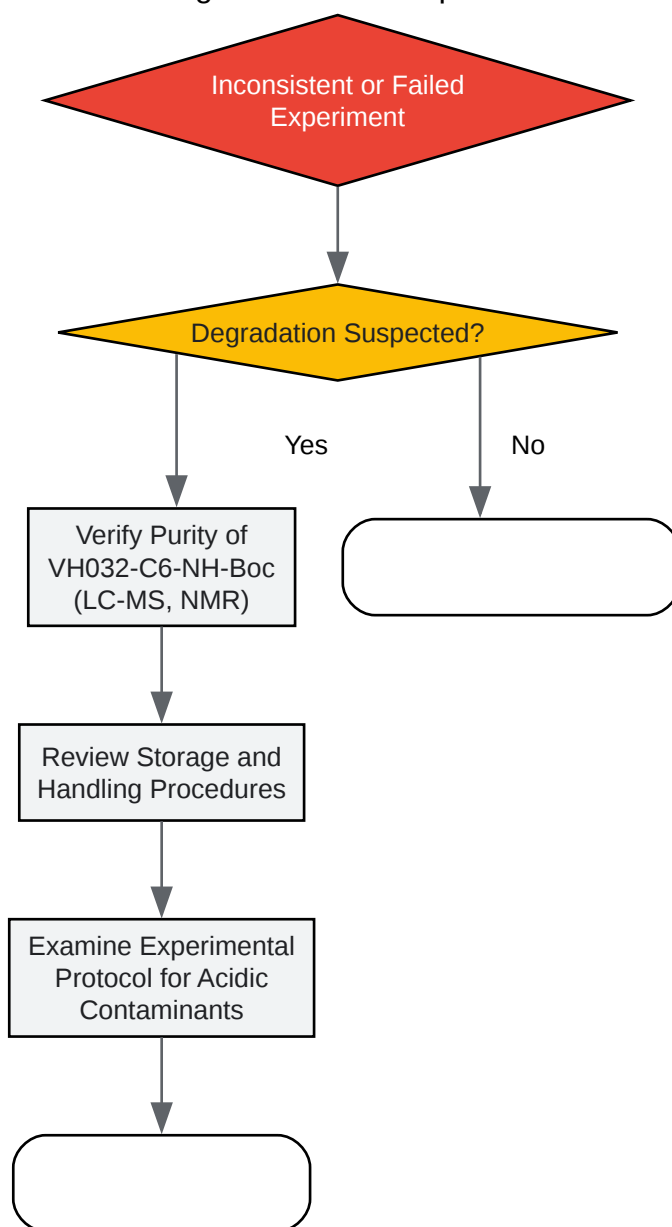 Inconsistent or Failed
Experiment
Degradation Suspected?
Yes
No
Verify Purity of
VH032-C6-NH-Boc
(LC-MS, NMR)
Review Storage and
Handling Procedures
Examine Experimental
Protocol for Acidic
Contaminants